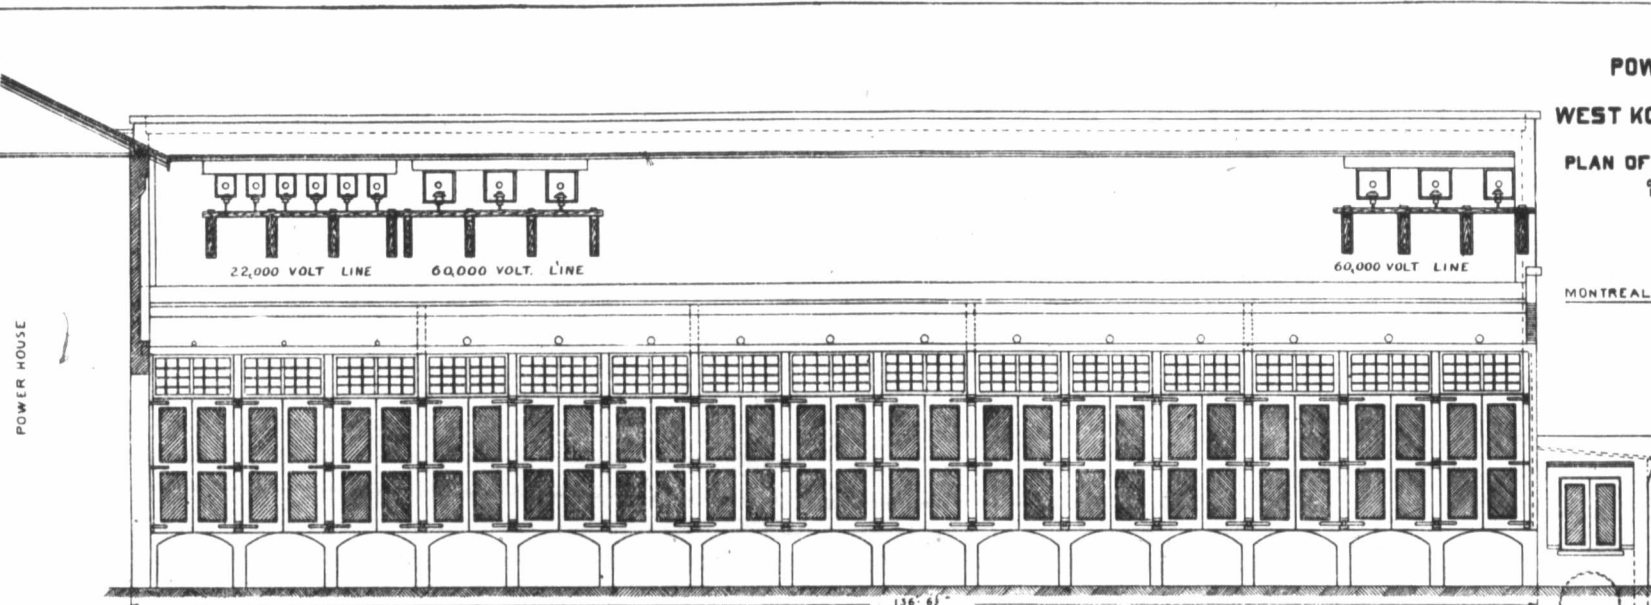 POW
WEST KO
PLAN OF
22,000 VOLT LINE
60,000 VOLT. LINE
60,000 VOLT LINE
MONTREAL
POWER HOUSE